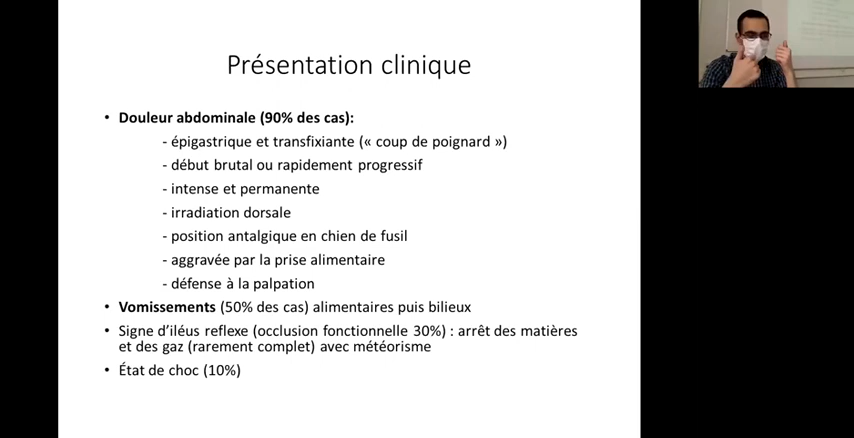 Présentation clinique
• Douleur abdominale (90% des cas):
- épigastrique et transfixiante (« coup de poignard »)
- début brutal ou rapidement progressif
- intense et permanente
- irradiation dorsale
- position antalgique en chien de fusil
- aggravée par la prise alimentaire
- défense à la palpation
• Vomissements (50% des cas) alimentaires puis bilieux
• Signe d’iléus reflexe (occlusion fonctionnelle 30%) : arrêt des matières
et des gaz (rarement complet) avec météorisme
• État de choc (10%)